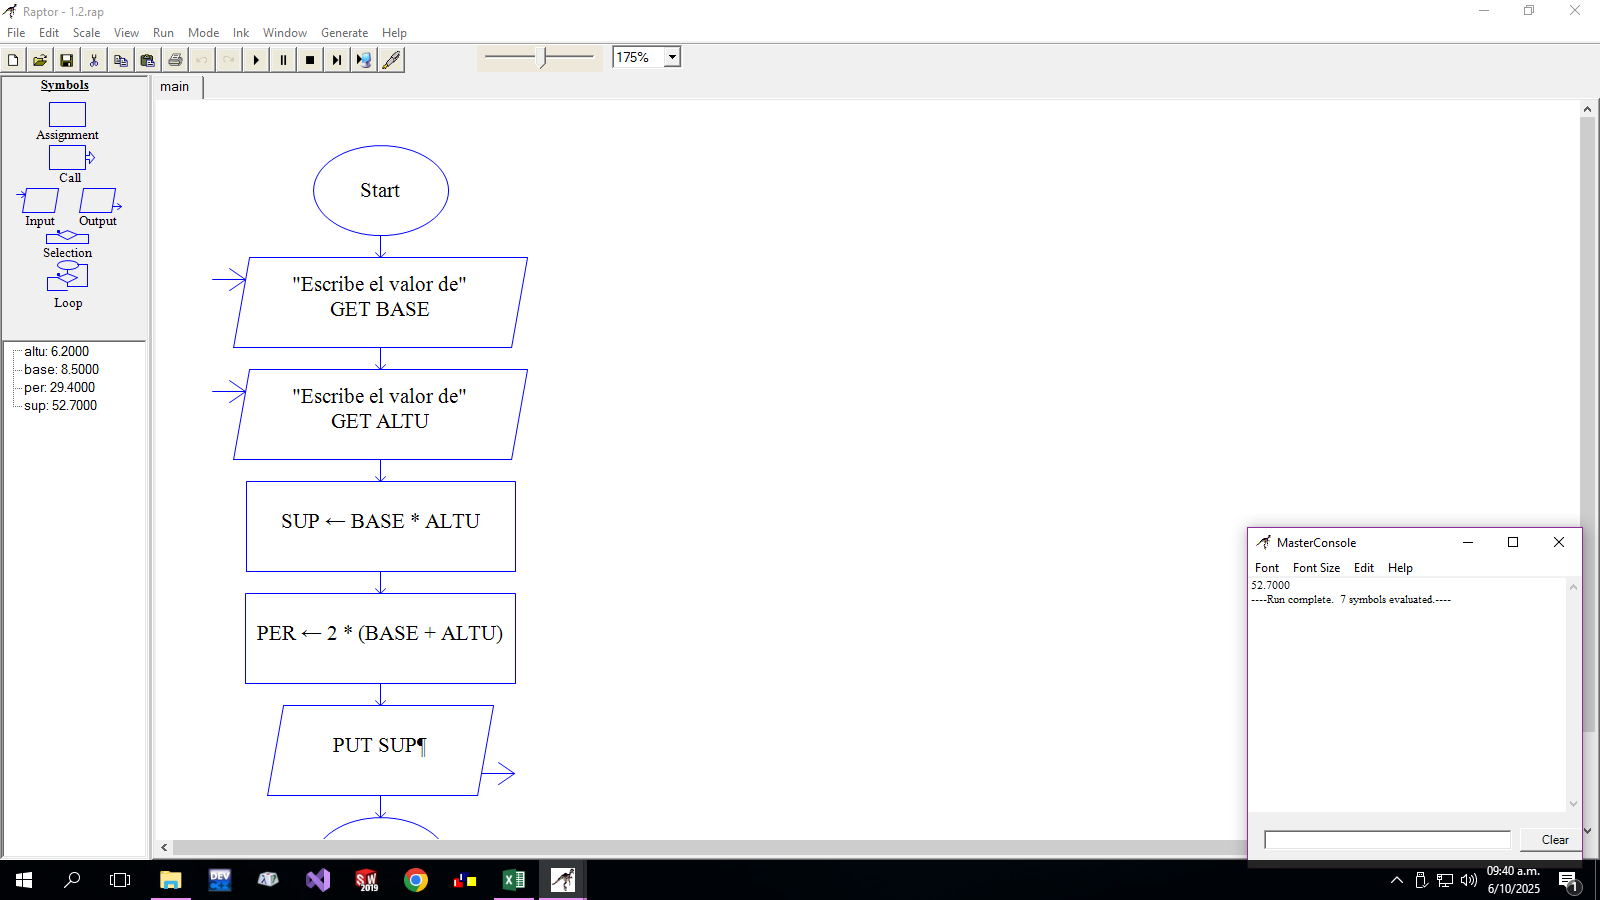 Raptor - 1.2.rap
File Edit Scale View Run Mode Ink Window Generate Help
175%
Symbols
main
Assignment
Call
Input Output
Selection
Loop
altu: 6.2000
base: 8.5000
per: 29.4000
sup: 52.7000
Start
"Escribe el valor de"
GET BASE
"Escribe el valor de"
GET ALTU
SUP ← BASE * ALTU
PER ← 2 * (BASE + ALTU)
PUT SUP¶
MasterConsole
Font Font Size Edit Help
52.7000
----Run complete.  7 symbols evaluated.----
Clear
DEV
SW
2019
09:40 a.m.
6/10/2025
1